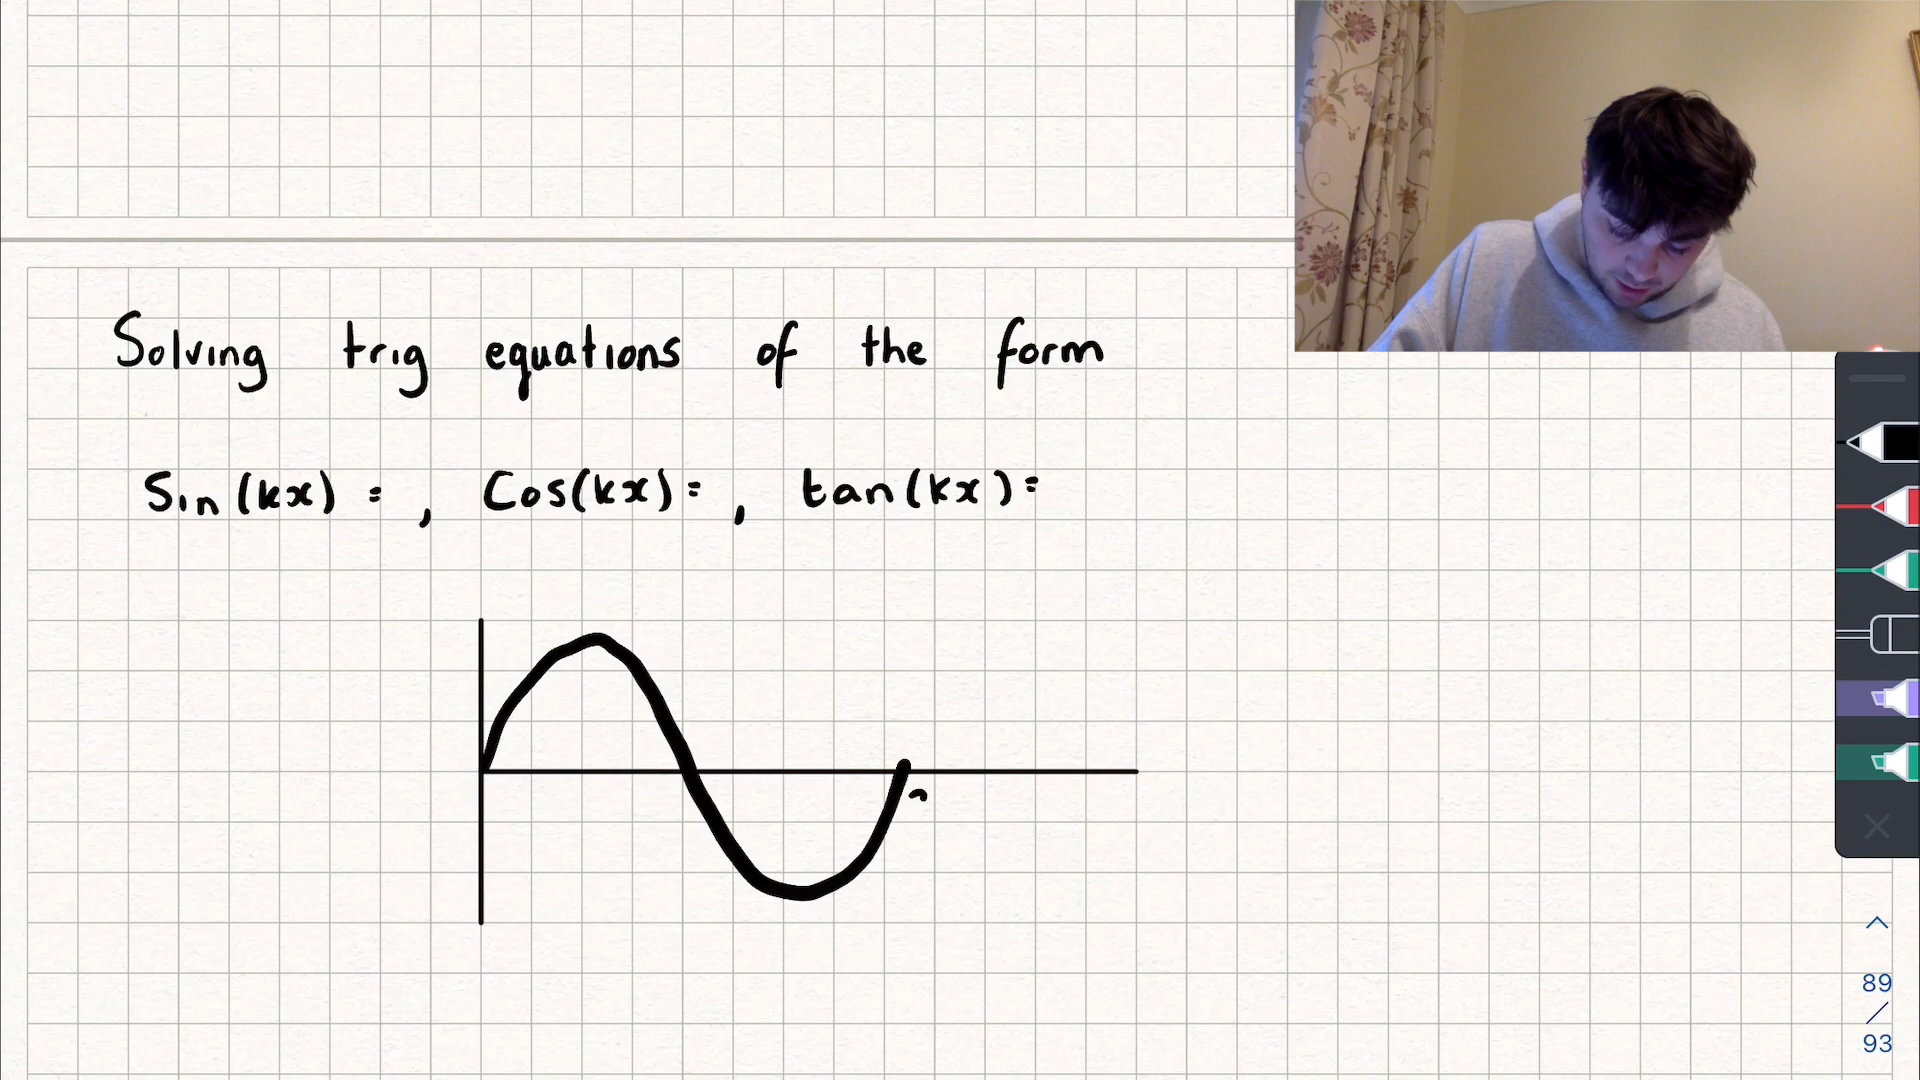 Solving trig equations of the form
Sin(kx) = , Cos(kx)= , tan(kx)=
89
/
93